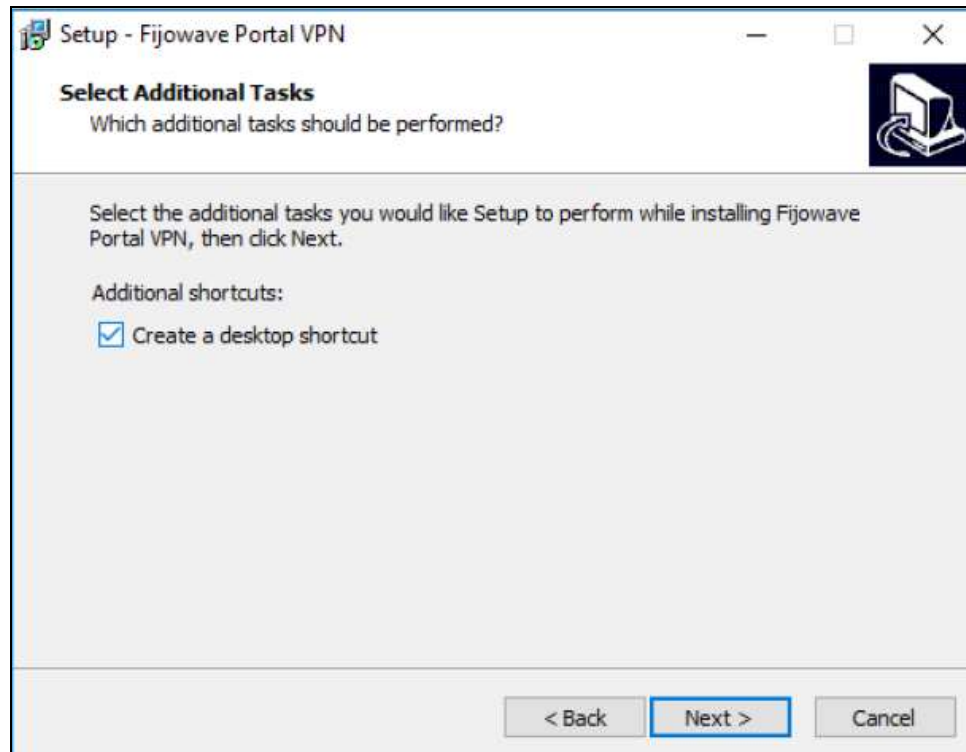 Setup - Fijowave Portal VPN
Select Additional Tasks
Which additional tasks should be performed?
Select the additional tasks you would like Setup to perform while installing Fijowave
Portal VPN, then click Next.
Additional shortcuts:
Create a desktop shortcut
< Back
Next >
Cancel